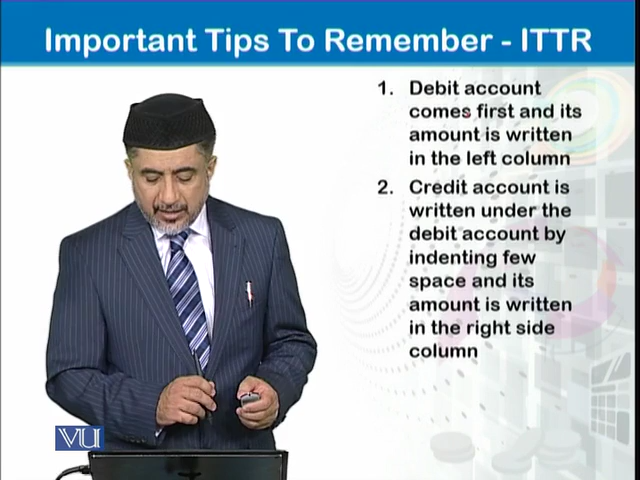 Important Tips To Remember - ITTR
1. Debit account
comes first and its
amount is written
in the left column
2. Credit account is
written under the
debit account by
indenting few
space and its
amount is written
in the right side
column
VU